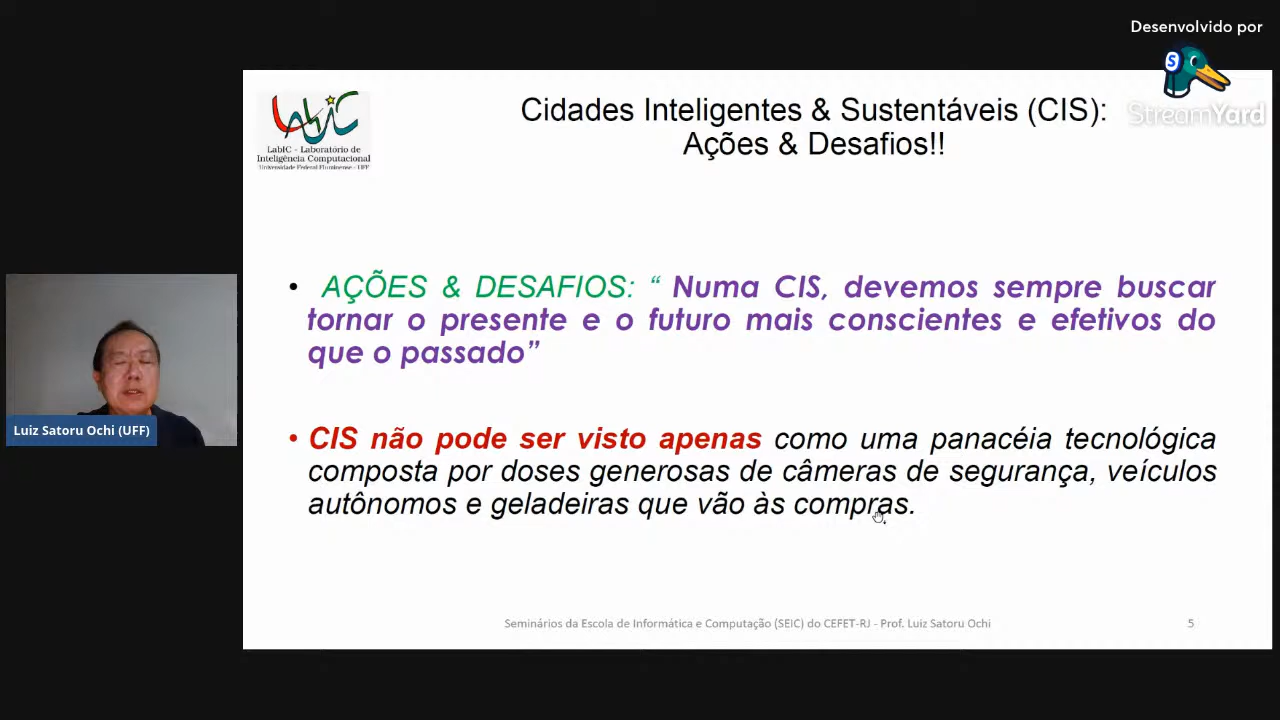 Desenvolvido por
StreamYard
LabIC - Laboratório de
Inteligência Computacional
Universidade Federal Fluminense - UFF
Cidades Inteligentes & Sustentáveis (CIS):
Ações & Desafios!!
• AÇÕES & DESAFIOS: “ Numa CIS, devemos sempre buscar
tornar o presente e o futuro mais conscientes e efetivos do
que o passado”
• CIS não pode ser visto apenas como uma panacéia tecnológica
composta por doses generosas de câmeras de segurança, veículos
autônomos e geladeiras que vão às compras.
Luiz Satoru Ochi (UFF)
Seminários da Escola de Informática e Computação (SEIC) do CEFET-RJ - Prof. Luiz Satoru Ochi
5